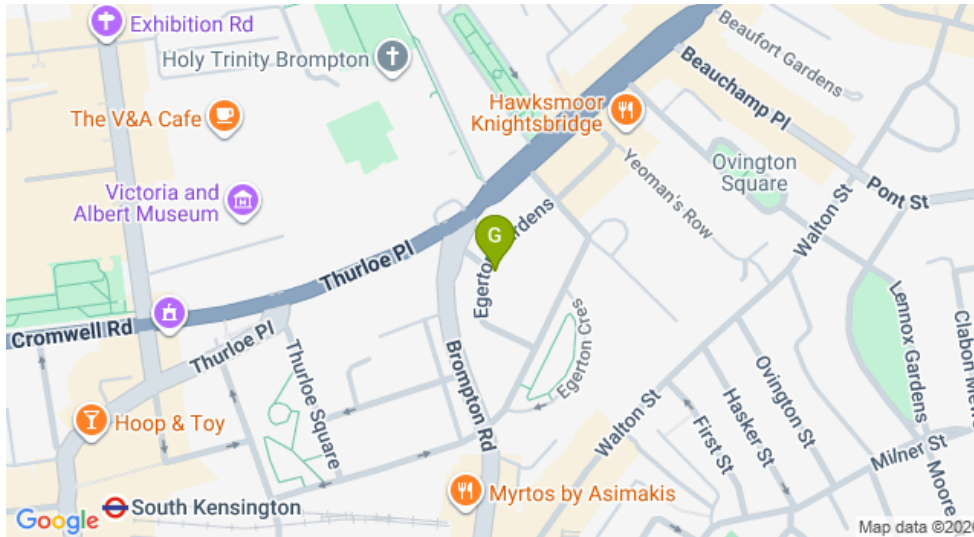 Exhibition Rd
Holy Trinity Brompton
Beaufort Gardens
Beauchamp Pl
The V&A Cafe
Hawksmoor
Knightsbridge
Ovington
Square
Yeoman's Row
Pont St
Walton St
Victoria and
Albert Museum
Egerton Gardens
G
Thurloe Pl
Cromwell Rd
Thurloe Pl
Thurloe Square
Brompton Rd
Egerton Cres
Lennox Gardens
Ovington St
Hasker St
First St
Walton St
Milner St
Hoop & Toy
Myrtos by Asimakis
South Kensington
Google
Map data ©202